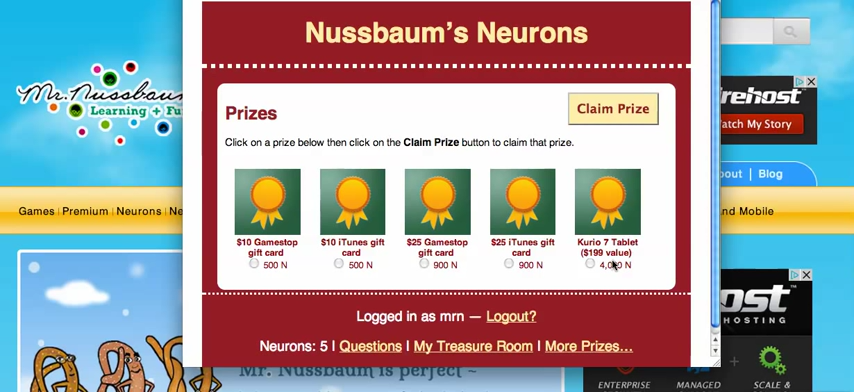 Nussbaum's Neurons
Mr. Nussbaum
Learning + Fu
rehost
atch My Story
Prizes
Claim Prize
Click on a prize below then click on the Claim Prize button to claim that prize.
bout | Blog
Games | Premium | Neurons | Ne
nd Mobile
$10 Gamestop
gift card
500 N
$10 iTunes gift
card
500 N
$25 Gamestop
gift card
900 N
$25 iTunes gift
card
900 N
Kurio 7 Tablet
($199 value)
Logged in as mrn — Logout?
Neurons: 5 | Questions | My Treasure Room | More Prizes...
ost
HOSTING
Mr. Nussbaum is perfect ~
ENTERPRISE
MANAGED
SCALE &